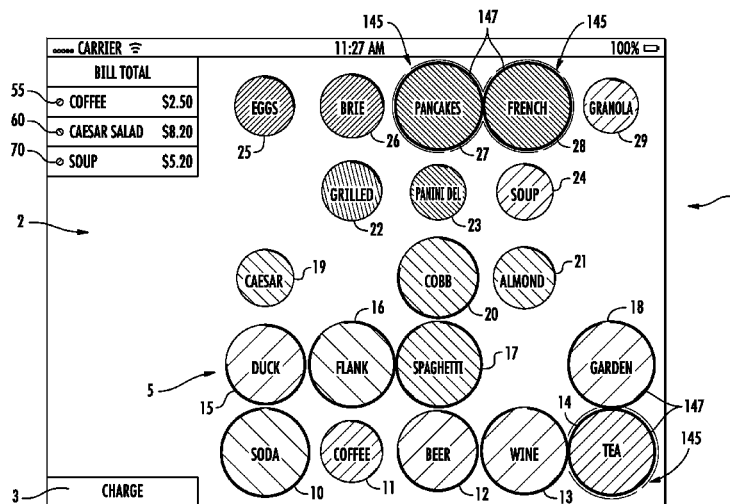 145 147 145
CARRIER 11:27 AM 100%
BILL TOTAL
55 COFFEE $2.50
60 CAESAR SALAD $8.20
70 SOUP $5.20
EGGS BRIE PANCAKES FRENCH GRANOLA
25 26 27 28 29
GRILLED PANINI DEL SOUP 24
22 23
2
CAESAR 19 COBB ALMOND 21
20
16 18
DUCK FLANK SPAGHETTI 17 GARDEN
5 15
14 147
SODA COFFEE BEER WINE TEA 145
3 CHARGE 10 11 12 13